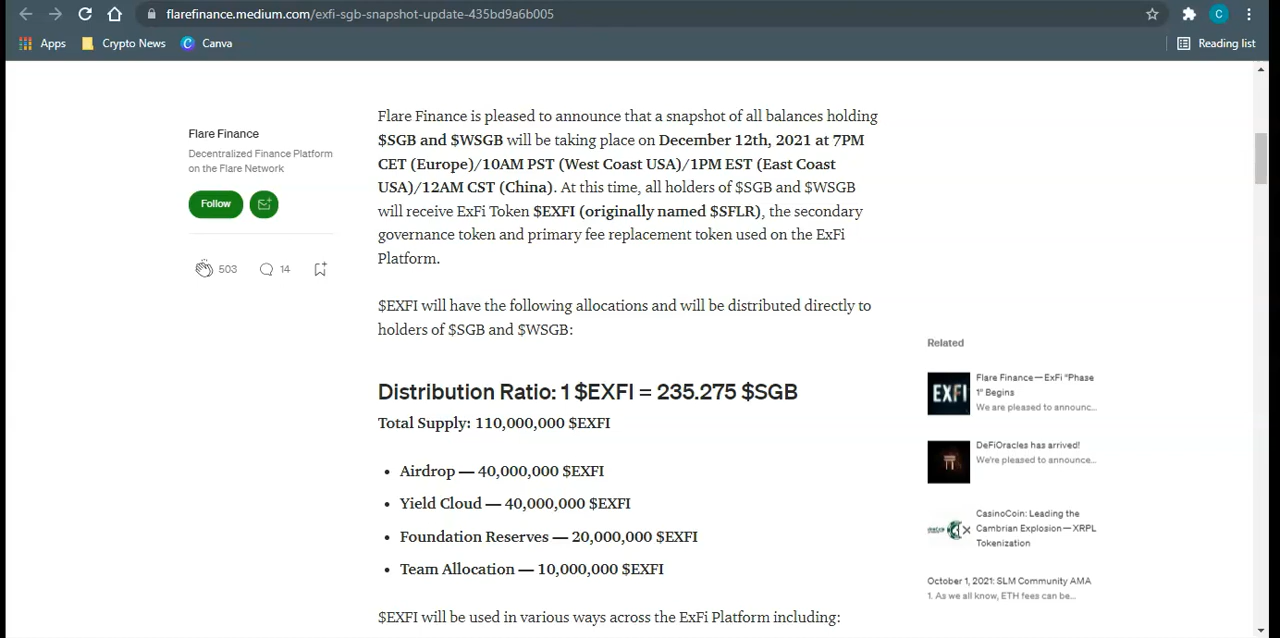 flarefinance.medium.com/exfi-sgb-snapshot-update-435bd9a6b005
C
Apps
Crypto News
Canva
Reading list
Flare Finance
Decentralized Finance Platform
on the Flare Network
Follow
503
14
Flare Finance is pleased to announce that a snapshot of all balances holding
$SGB and $WSGB will be taking place on December 12th, 2021 at 7PM
CET (Europe)/10AM PST (West Coast USA)/1PM EST (East Coast
USA)/12AM CST (China). At this time, all holders of $SGB and $WSGB
will receive ExFi Token $EXFI (originally named $SFLR), the secondary
governance token and primary fee replacement token used on the ExFi
Platform.
$EXFI will have the following allocations and will be distributed directly to
holders of $SGB and $WSGB:
Distribution Ratio: 1 $EXFI = 235.275 $SGB
Total Supply: 110,000,000 $EXFI
• Airdrop — 40,000,000 $EXFI
• Yield Cloud — 40,000,000 $EXFI
• Foundation Reserves — 20,000,000 $EXFI
• Team Allocation — 10,000,000 $EXFI
$EXFI will be used in various ways across the ExFi Platform including:
Related
EXFI
Flare Finance — ExFi "Phase
1" Begins
We are pleased to announc...
DeFiOracles has arrived!
We're pleased to announce...
CasinoCoin: Leading the
Cambrian Explosion — XRPL
Tokenization
October 1, 2021: SLM Community AMA
1. As we all know, ETH fees can be...